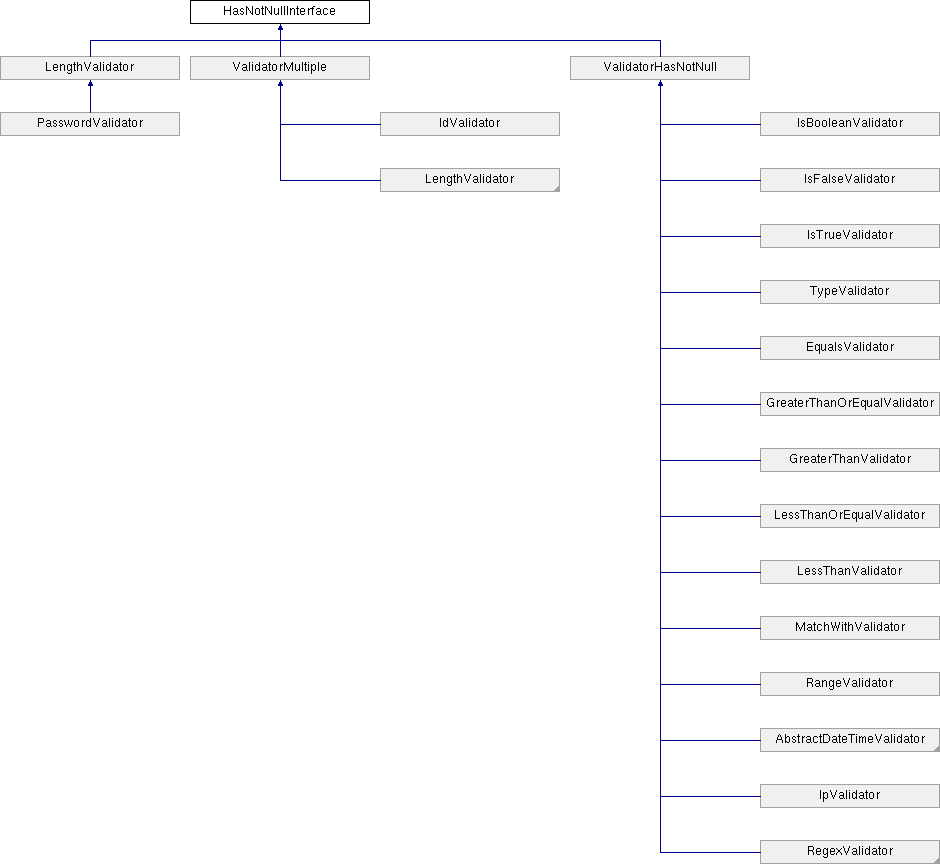 HasNotNullInterface
LengthValidator
ValidatorMultiple
ValidatorHasNotNull
PasswordValidator
IdValidator
IsBooleanValidator
LengthValidator
IsFalseValidator
IsTrueValidator
TypeValidator
EqualsValidator
GreaterThanOrEqualValidator
GreaterThanValidator
LessThanOrEqualValidator
LessThanValidator
MatchWithValidator
RangeValidator
AbstractDateTimeValidator
IpValidator
RegexValidator